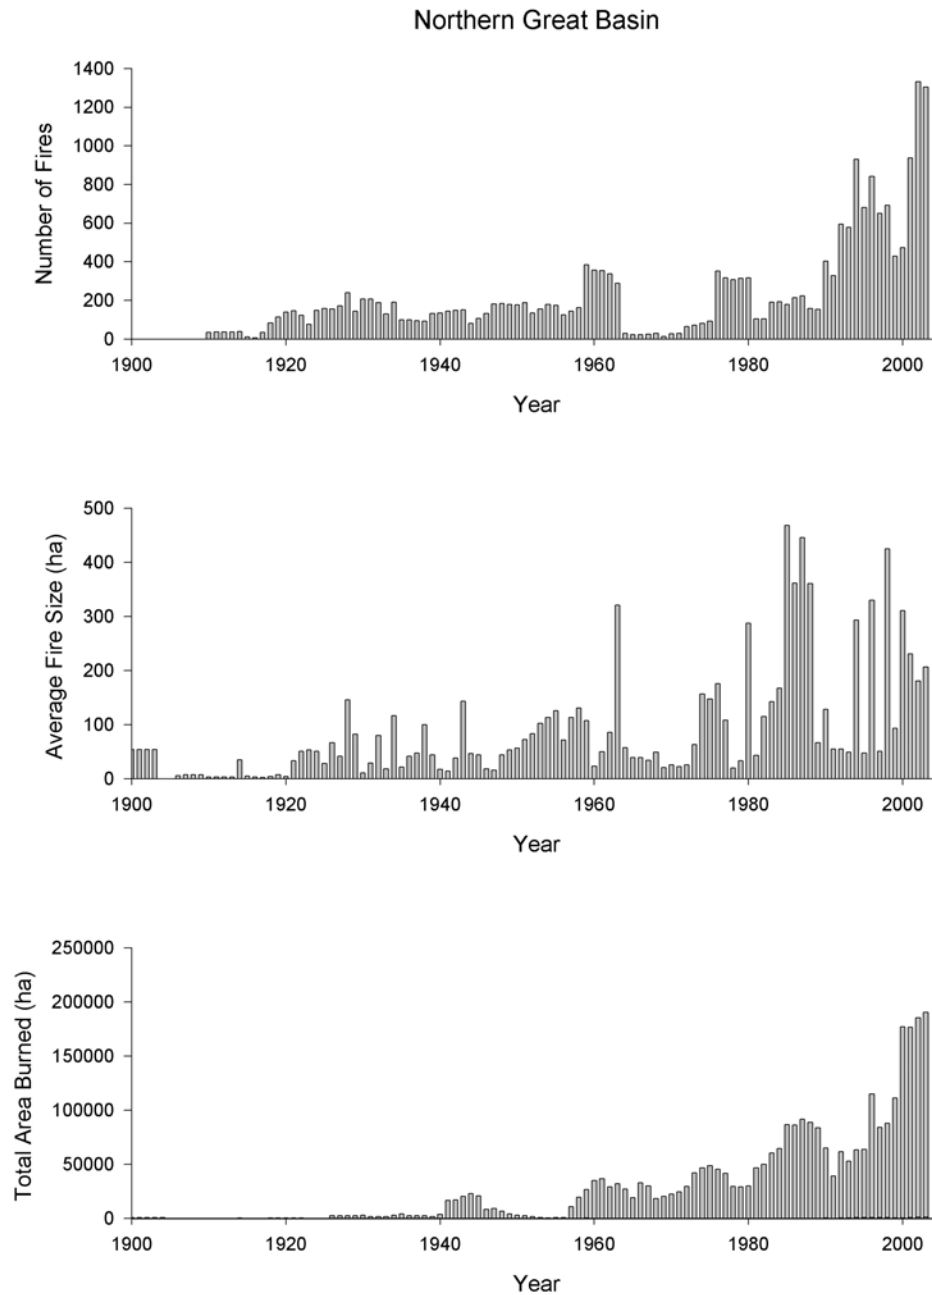 Northern Great Basin
Number of Fires
1400
1200
1000
800
600
400
200
0
1900 1920 1940 1960 1980 2000
Year
Average Fire Size (ha)
500
400
300
200
100
0
1900 1920 1940 1960 1980 2000
Year
Total Area Burned (ha)
250000
200000
150000
100000
50000
0
1900 1920 1940 1960 1980 2000
Year